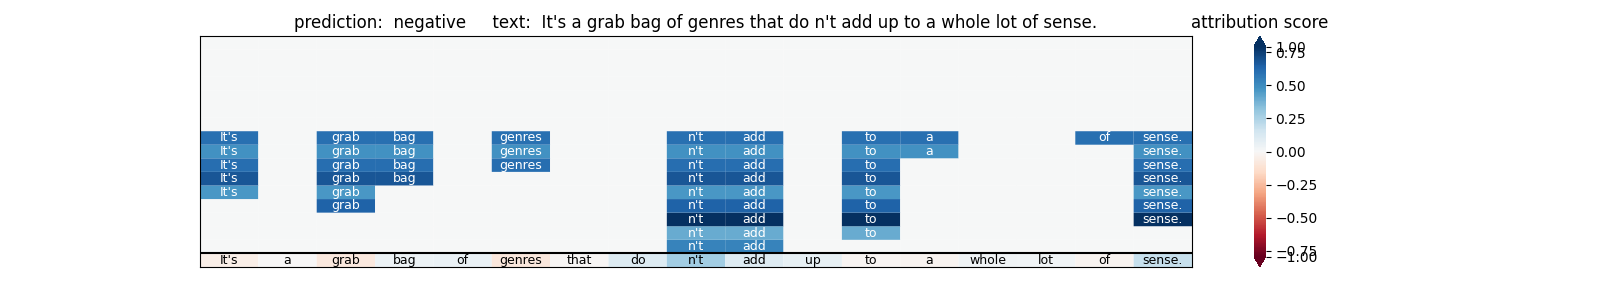 prediction:  negative     text:  It's a grab bag of genres that do n't add up to a whole lot of sense.
attribution score
It's grab bag genres n't add to a of sense.
It's grab bag genres n't add to a sense.
It's grab bag genres n't add to sense.
It's grab bag n't add to sense.
It's grab n't add to sense.
grab n't add to sense.
n't add to sense.
n't add to
n't add
It's a grab bag of genres that do n't add up to a whole lot of sense.
1.00
0.75
0.50
0.25
0.00
−0.25
−0.50
−0.75
−1.00